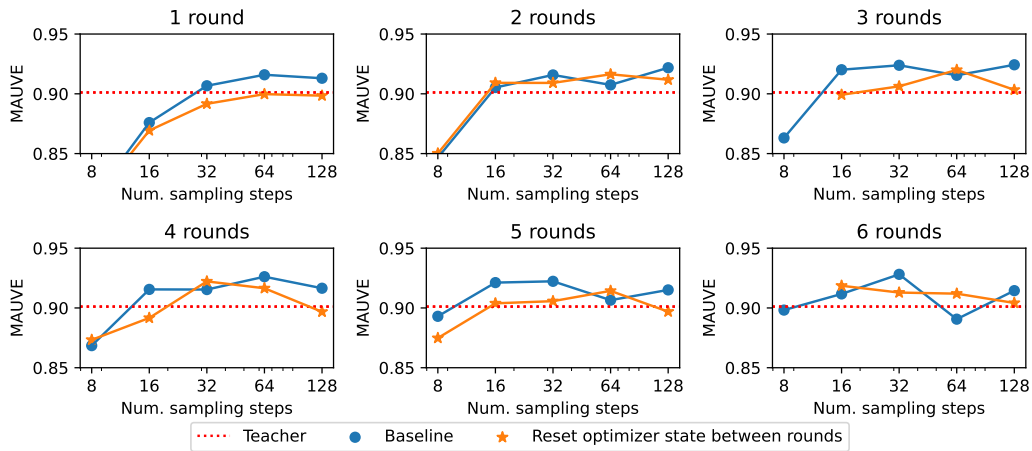 1 round
2 rounds
3 rounds
0.95
0.90
0.85
MAUVE
8 16 32 64 128
Num. sampling steps
0.95
0.90
0.85
MAUVE
8 16 32 64 128
Num. sampling steps
0.95
0.90
0.85
MAUVE
8 16 32 64 128
Num. sampling steps
4 rounds
5 rounds
6 rounds
0.95
0.90
0.85
MAUVE
8 16 32 64 128
Num. sampling steps
0.95
0.90
0.85
MAUVE
8 16 32 64 128
Num. sampling steps
0.95
0.90
0.85
MAUVE
8 16 32 64 128
Num. sampling steps
Teacher Baseline Reset optimizer state between rounds